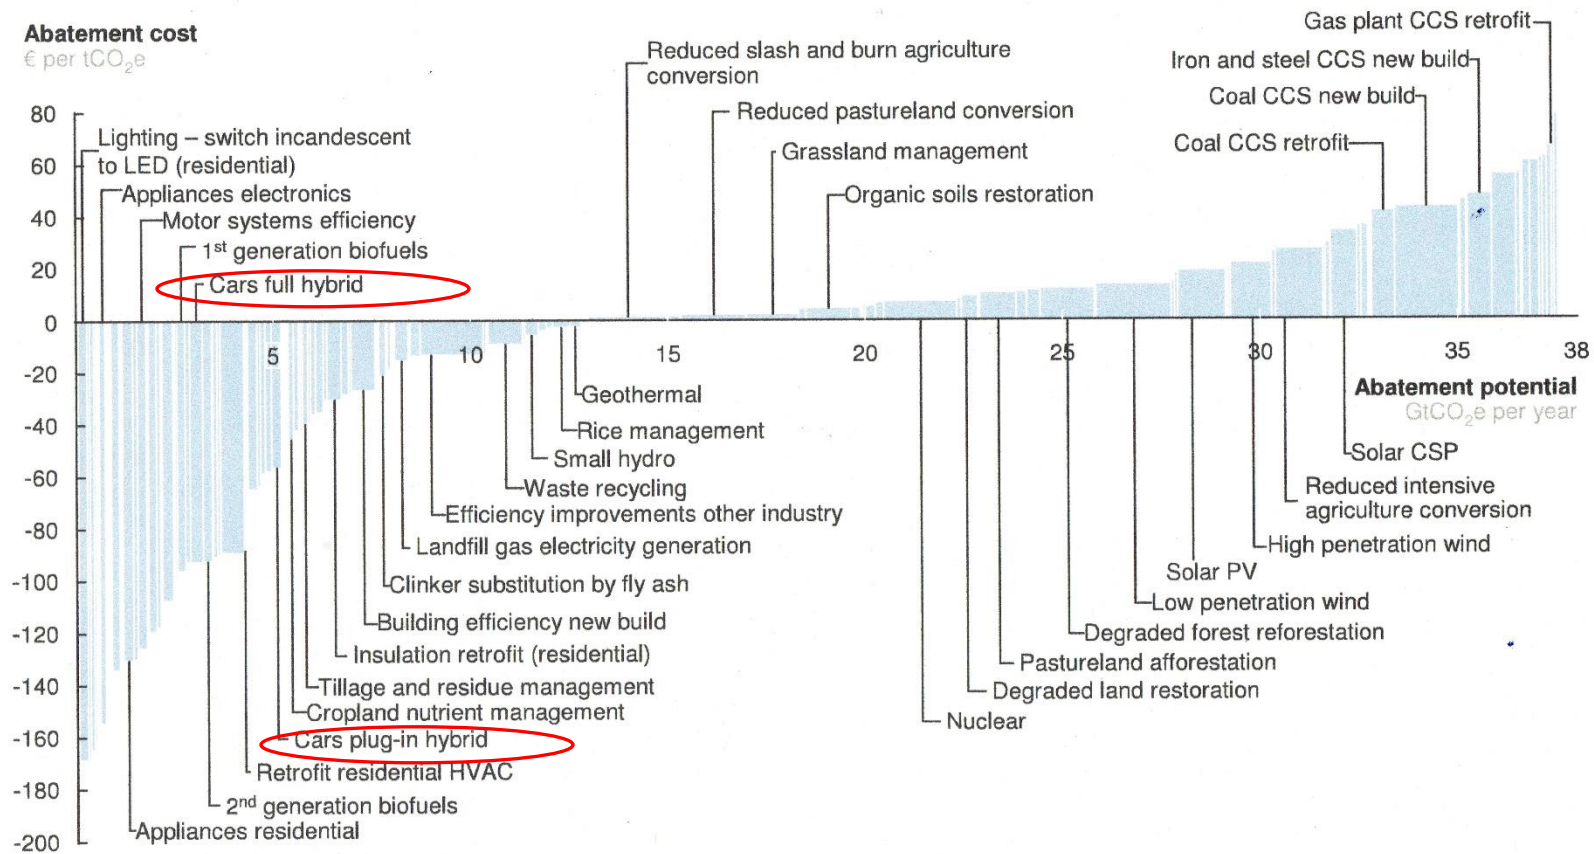 Abatement cost
€ per tCO₂e
80
60
40
20
0
-20
-40
-60
-80
-100
-120
-140
-160
-180
-200
Lighting – switch incandescent
to LED (residential)
Appliances electronics
Motor systems efficiency
1st generation biofuels
Cars full hybrid
Reduced slash and burn agriculture
conversion
Reduced pastureland conversion
Grassland management
Organic soils restoration
Gas plant CCS retrofit
Iron and steel CCS new build
Coal CCS new build
Coal CCS retrofit
5
10
15
20
25
30
35
38
Abatement potential
GtCO₂e per year
Geothermal
Rice management
Small hydro
Waste recycling
Efficiency improvements other industry
Landfill gas electricity generation
Clinker substitution by fly ash
Building efficiency new build
Insulation retrofit (residential)
Tillage and residue management
Cropland nutrient management
Cars plug-in hybrid
Retrofit residential HVAC
2nd generation biofuels
Appliances residential
Solar CSP
Reduced intensive
agriculture conversion
High penetration wind
Solar PV
Low penetration wind
Degraded forest reforestation
Pastureland afforestation
Degraded land restoration
Nuclear